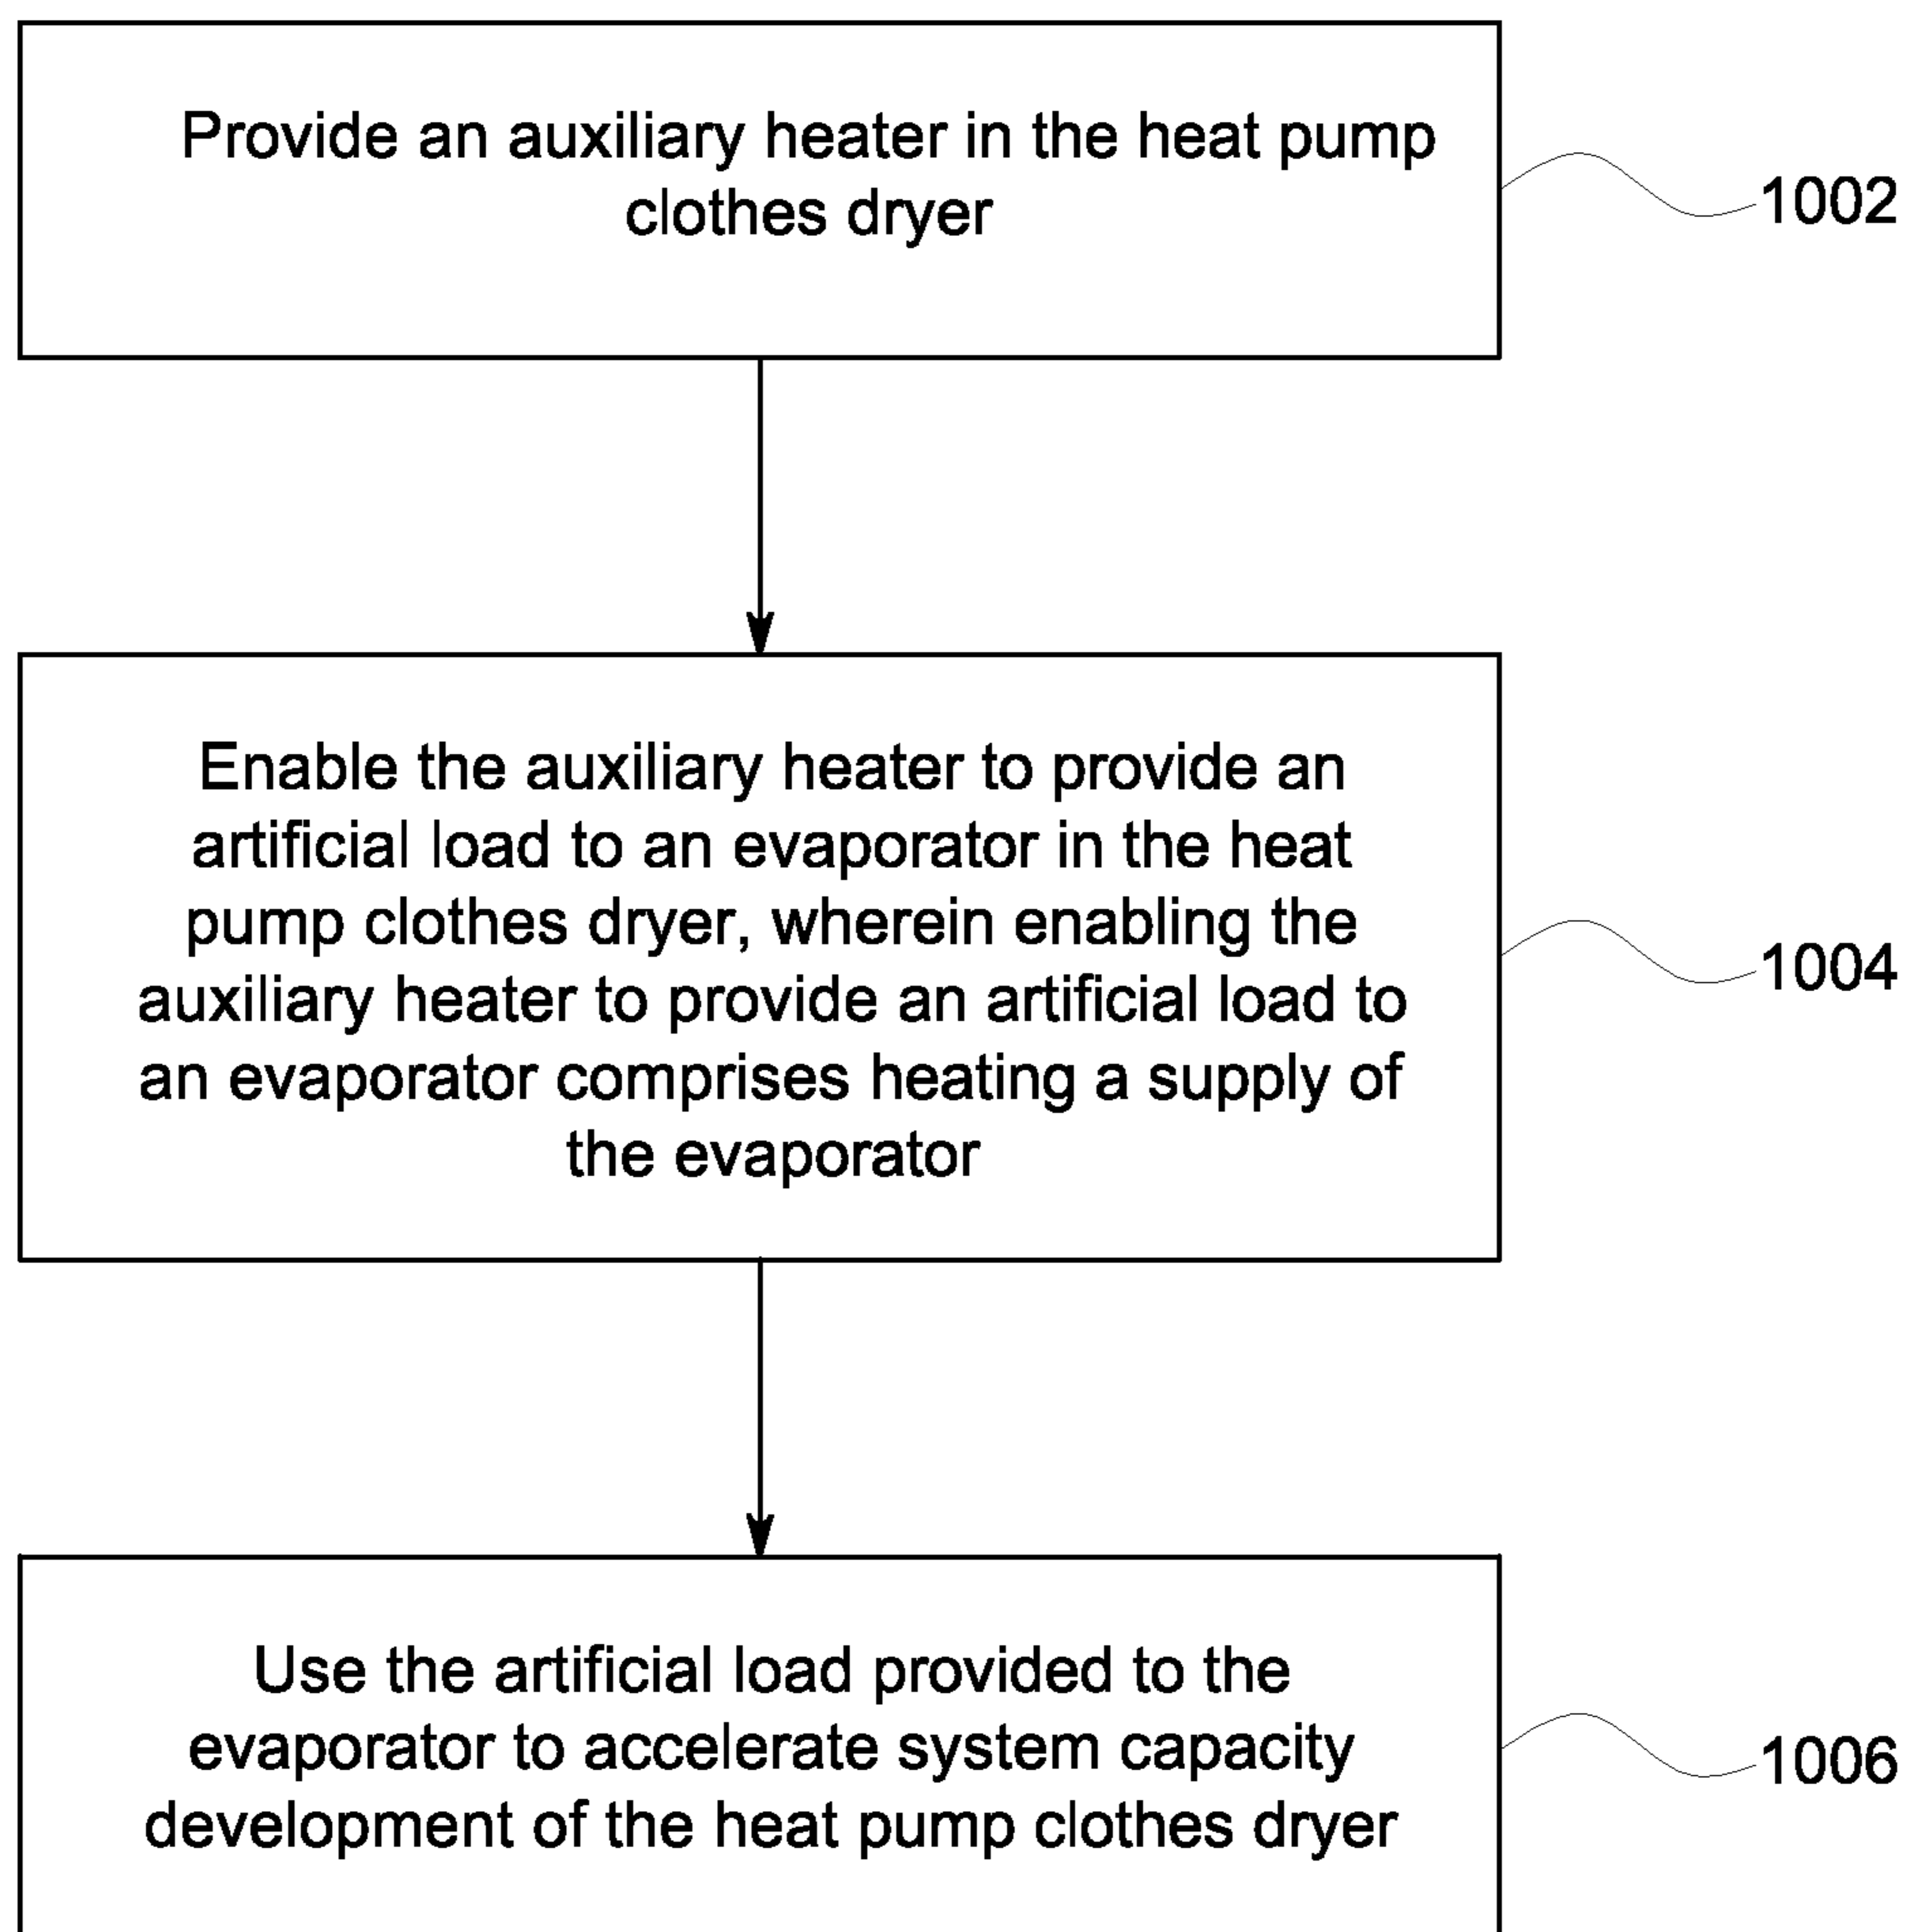 Provide an auxiliary heater in the heat pump
clothes dryer
1002
Enable the auxiliary heater to provide an
artificial load to an evaporator in the heat
pump clothes dryer, wherein enabling the
auxiliary heater to provide an artificial load to
an evaporator comprises heating a supply of
the evaporator
1004
Use the artificial load provided to the
evaporator to accelerate system capacity
development of the heat pump clothes dryer
1006